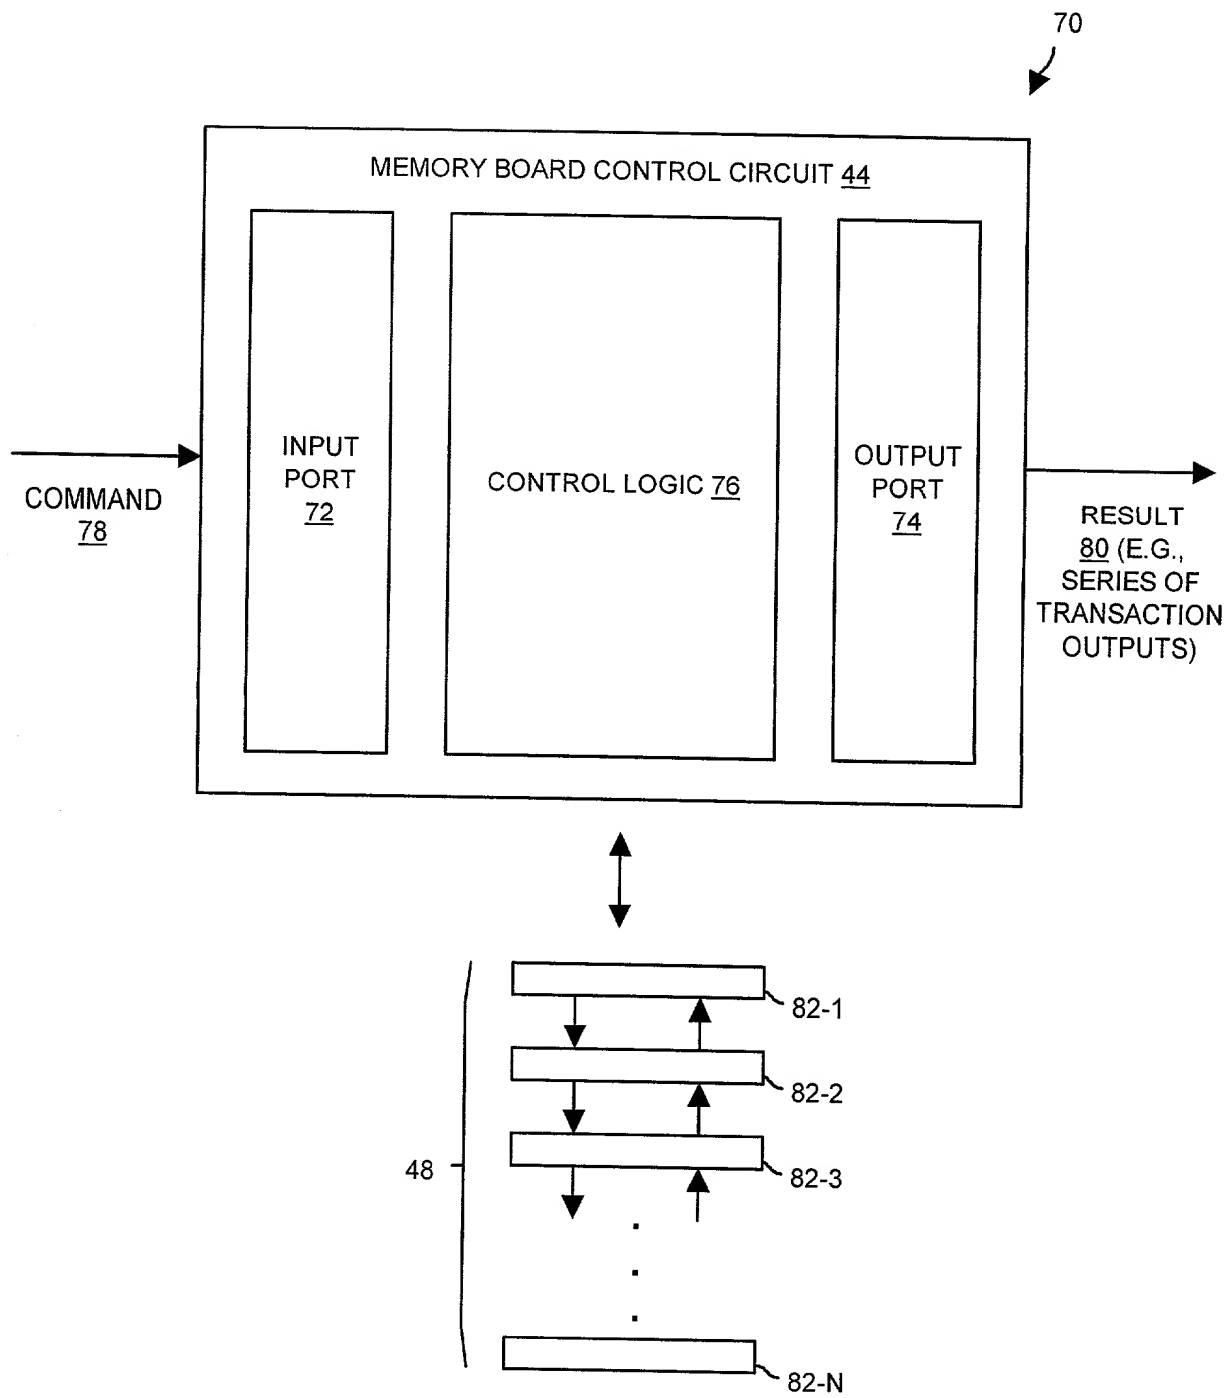 70
MEMORY BOARD CONTROL CIRCUIT 44
INPUT
PORT
72
CONTROL LOGIC 76
OUTPUT
PORT
74
COMMAND
78
RESULT
80 (E.G.,
SERIES OF
TRANSACTION
OUTPUTS)
48
82-1
82-2
82-3
82-N